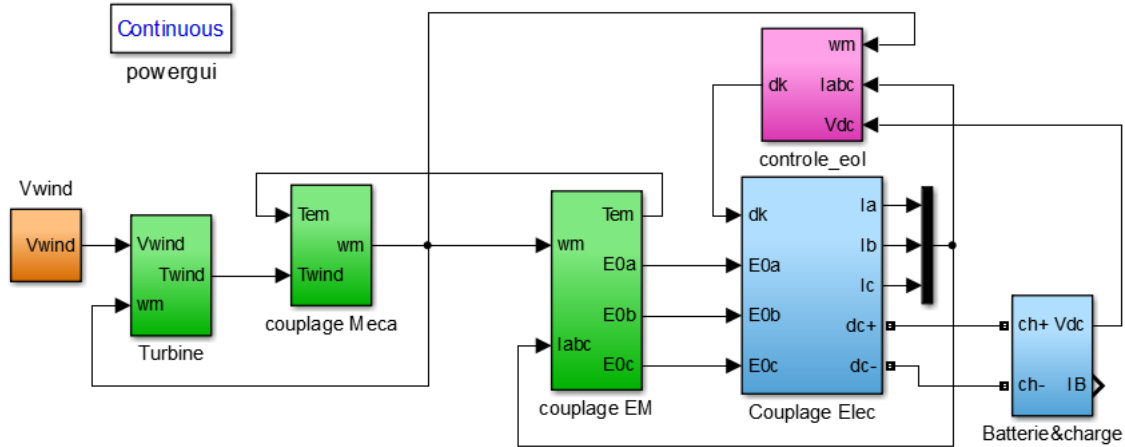 Continuous
powergui
wm
dk
Iabc
Vdc
controle_eol
Vwind
Vwind
Vwind
Twind
wm
Turbine
Tem
wm
Twind
couplage Meca
Tem
wm
E0a
E0b
Iabc
E0c
couplage EM
dk
Ia
Ib
E0a
Ic
E0b
dc+
E0c
dc-
Couplage Elec
ch+ Vdc
ch- IB
Batterie&charge